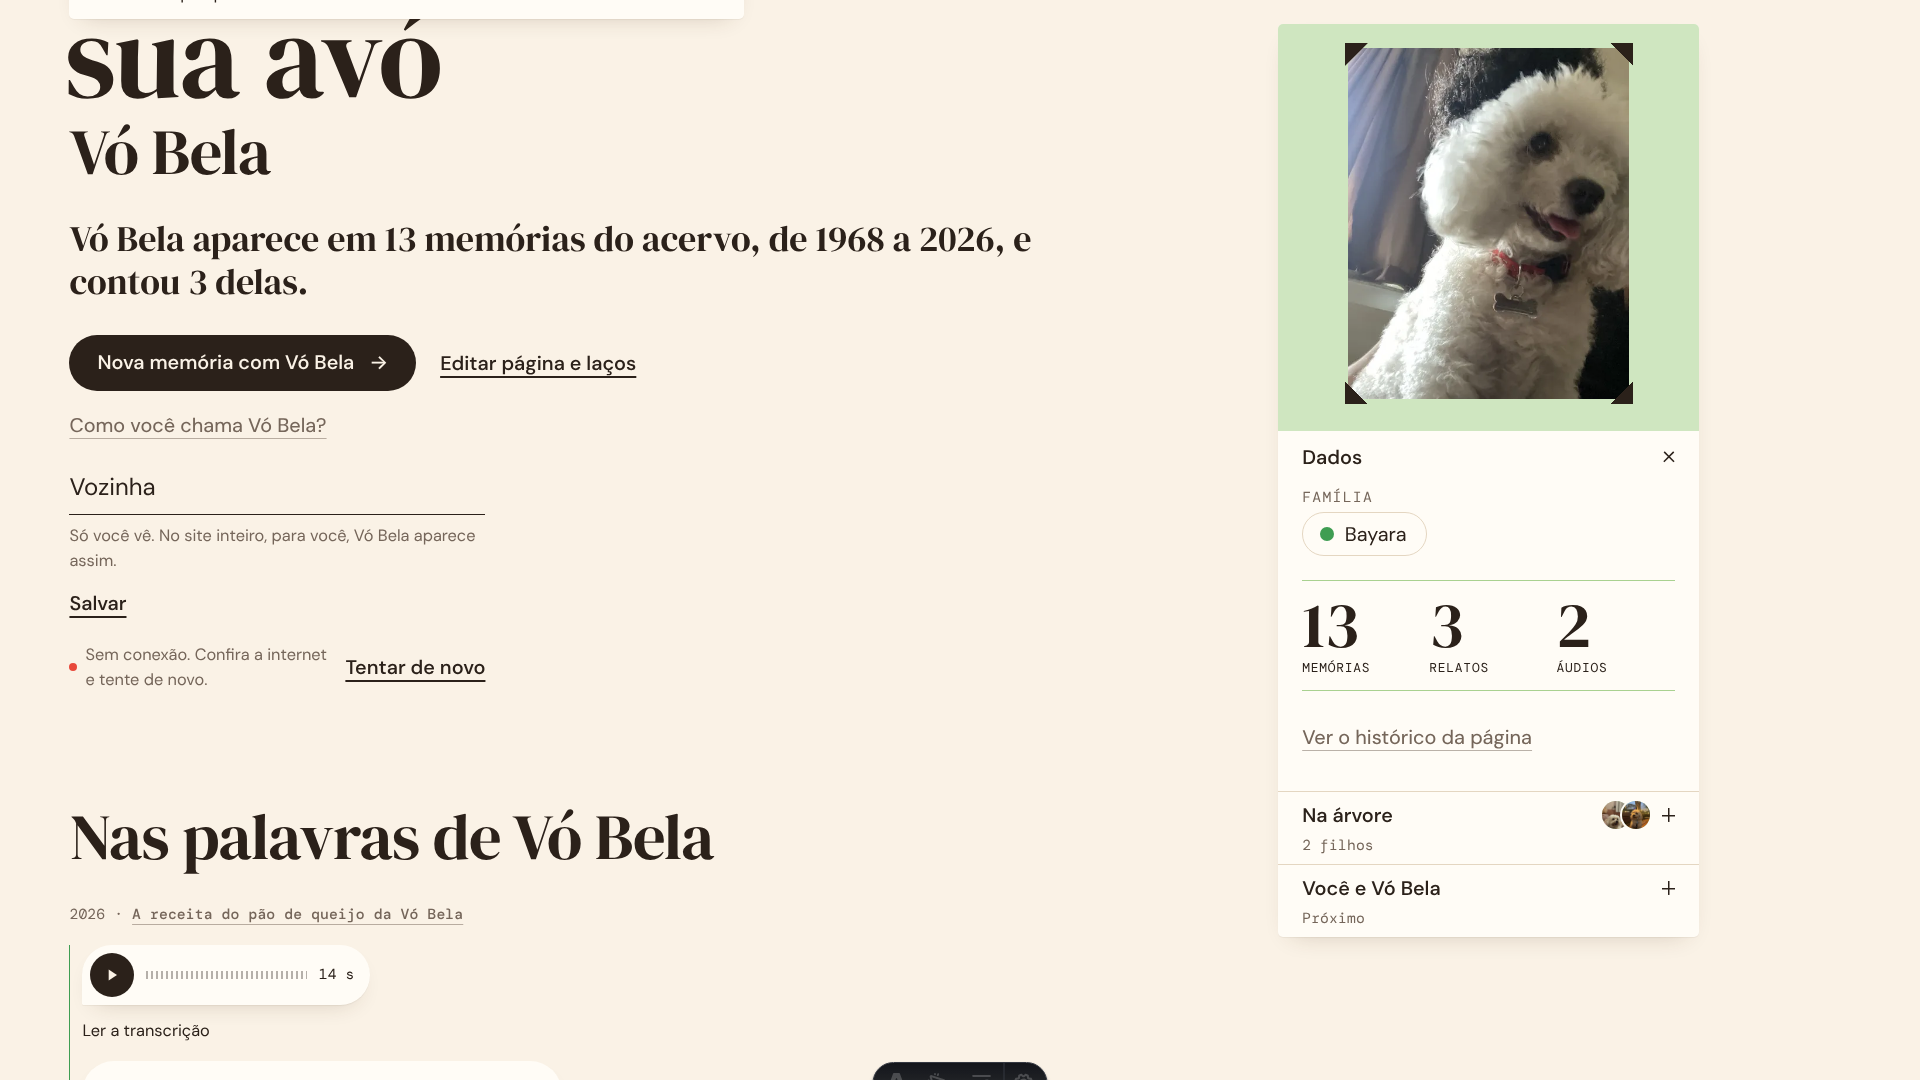 sua avó
Vó Bela
Vó Bela aparece em 13 memórias do acervo, de 1968 a 2026, e
contou 3 delas.
Nova memória com Vó Bela →
Editar página e laços
Como você chama Vó Bela?
Vozinha
Só você vê. No site inteiro, para você, Vó Bela aparece
assim.
Salvar
Sem conexão. Confira a internet
e tente de novo.
Tentar de novo
Nas palavras de Vó Bela
2026 · A receita do pão de queijo da Vó Bela
14 s
Ler a transcrição
Dados
FAMÍLIA
Bayara
13
MEMÓRIAS
3
RELATOS
2
ÁUDIOS
Ver o histórico da página
Na árvore
2 filhos
Você e Vó Bela
Próximo